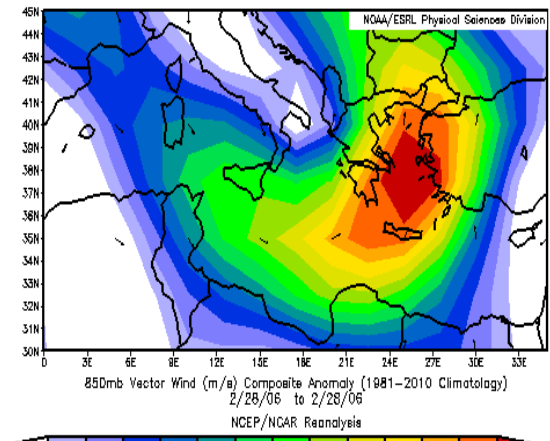 NOAA/ESRL Physical Sciences Division
45N
44N
43N
42N
41N
40N
39N
38N
37N
36N
35N
34N
33N
32N
31N
30N
0 3E 6E 9E 12E 15E 18E 21E 24E 27E 30E 33E
850mb Vector Wind (m/s) Composite Anomaly (1981-2010 Climatology)
2/28/06 to 2/28/06
NCEP/NCAR Reanalysis